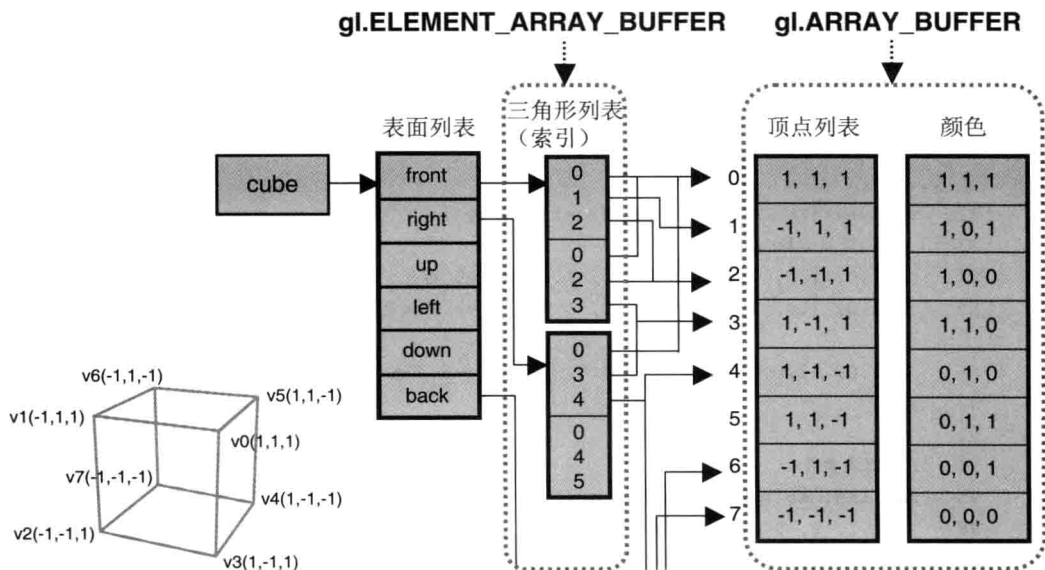 gl.ELEMENT_ARRAY_BUFFER
gl.ARRAY_BUFFER
表面列表
三角形列表
（索引）
顶点列表
颜色
cube
front
right
up
left
down
back
0
1
2
0
2
3
0
3
4
0
4
5
0
1, 1, 1
1, 1, 1
1
-1, 1, 1
1, 0, 1
2
-1, -1, 1
1, 0, 0
3
1, -1, 1
1, 1, 0
4
1, -1, -1
0, 1, 0
5
1, 1, -1
0, 1, 1
6
-1, 1, -1
0, 0, 1
7
-1, -1, -1
0, 0, 0
v6(-1,1,-1)
v5(1,1,-1)
v1(-1,1,1)
v0(1,1,1)
v7(-1,-1,-1)
v4(1,-1,-1)
v2(-1,-1,1)
v3(1,-1,1)